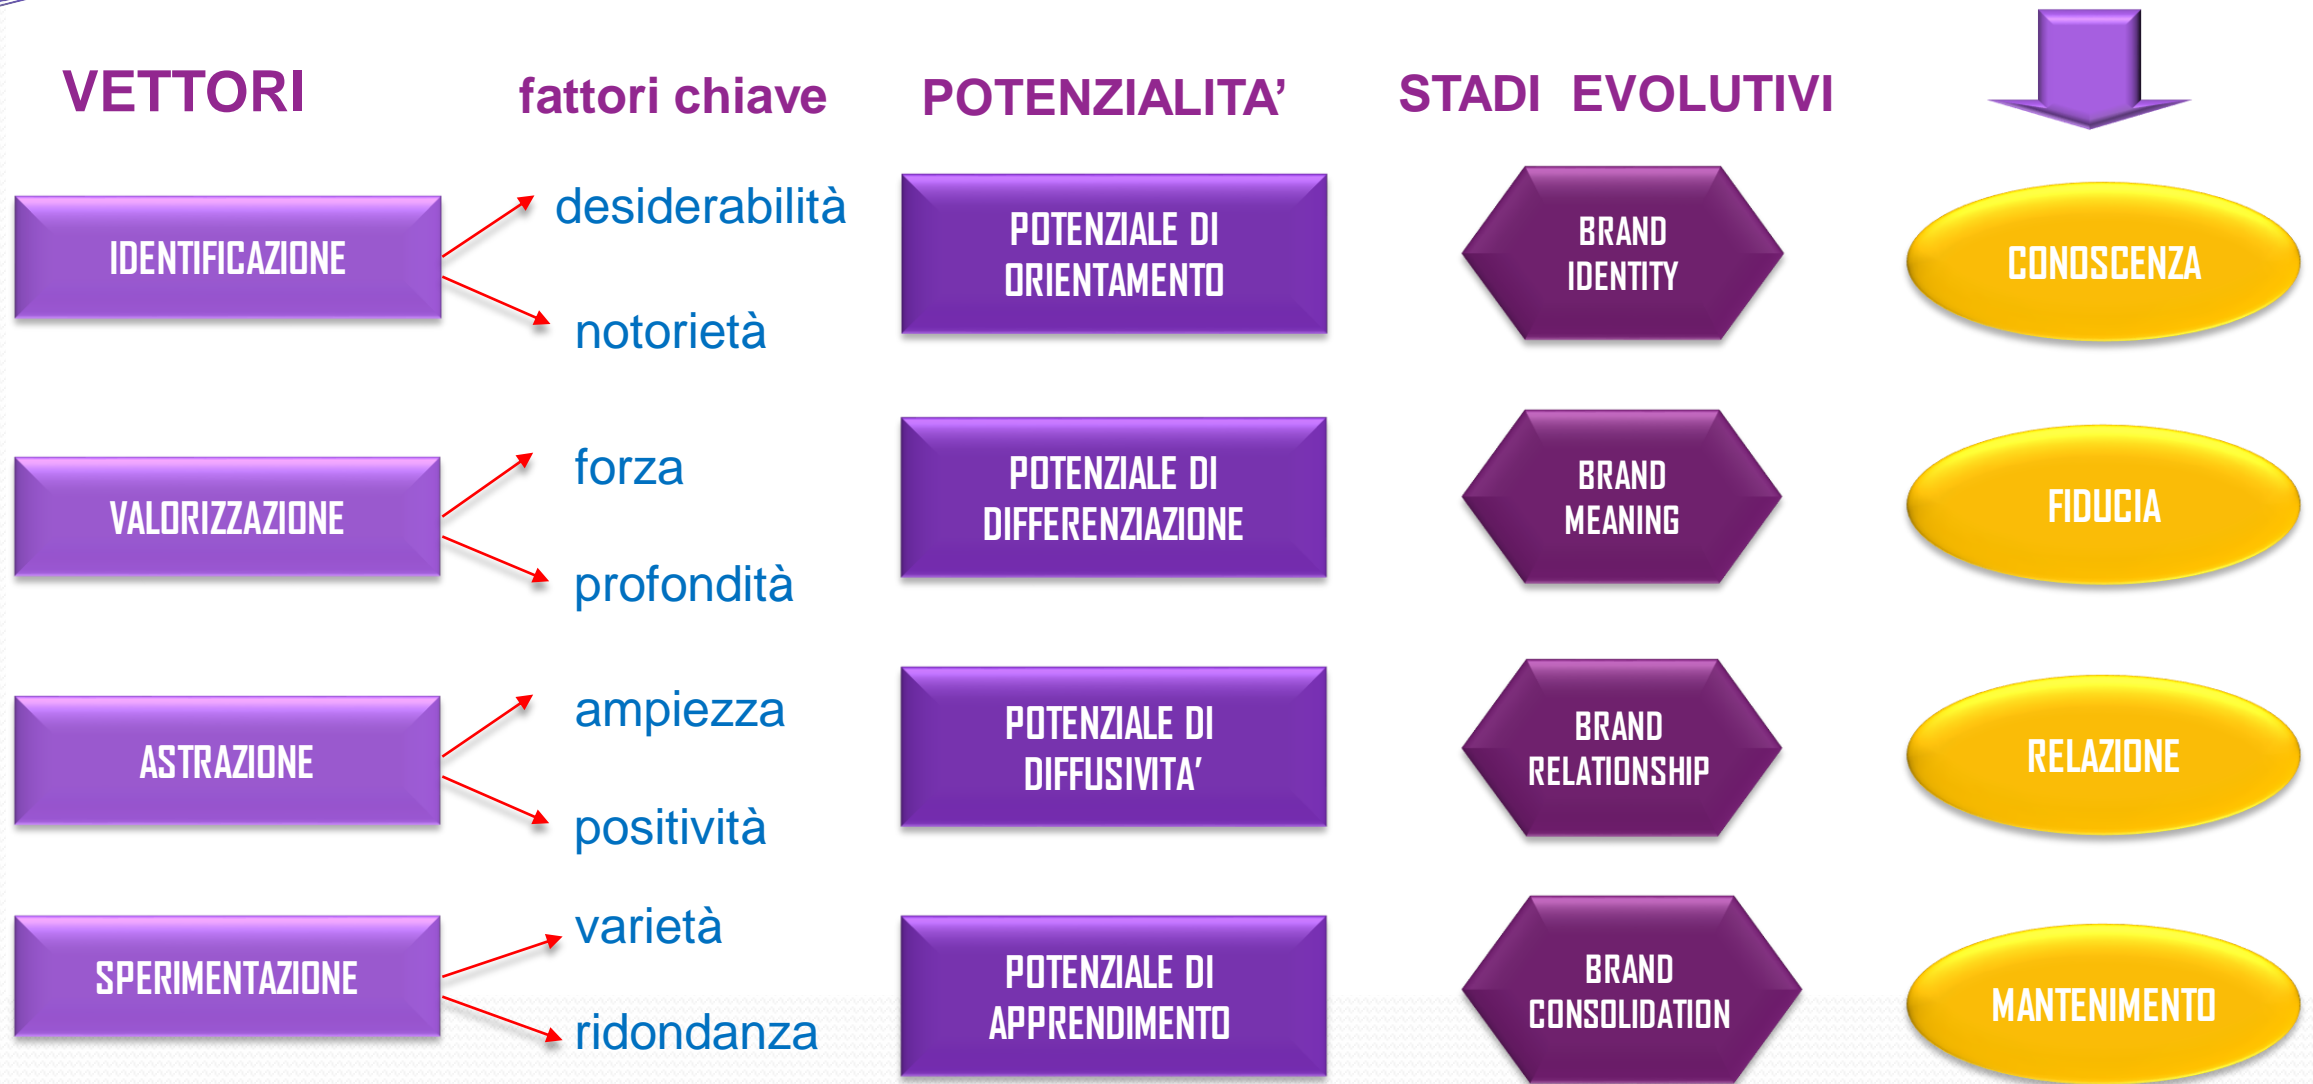 VETTORI
fattori chiave
POTENZIALITA’
STADI EVOLUTIVI
IDENTIFICAZIONE
desiderabilità
notorietà
POTENZIALE DI
ORIENTAMENTO
BRAND
IDENTITY
CONOSCENZA
VALORIZZAZIONE
forza
profondità
POTENZIALE DI
DIFFERENZIAZIONE
BRAND
MEANING
FIDUCIA
ASTRAZIONE
ampiezza
positività
POTENZIALE DI
DIFFUSIVITA’
BRAND
RELATIONSHIP
RELAZIONE
SPERIMENTAZIONE
varietà
ridondanza
POTENZIALE DI
APPRENDIMENTO
BRAND
CONSOLIDATION
MANTENIMENTO